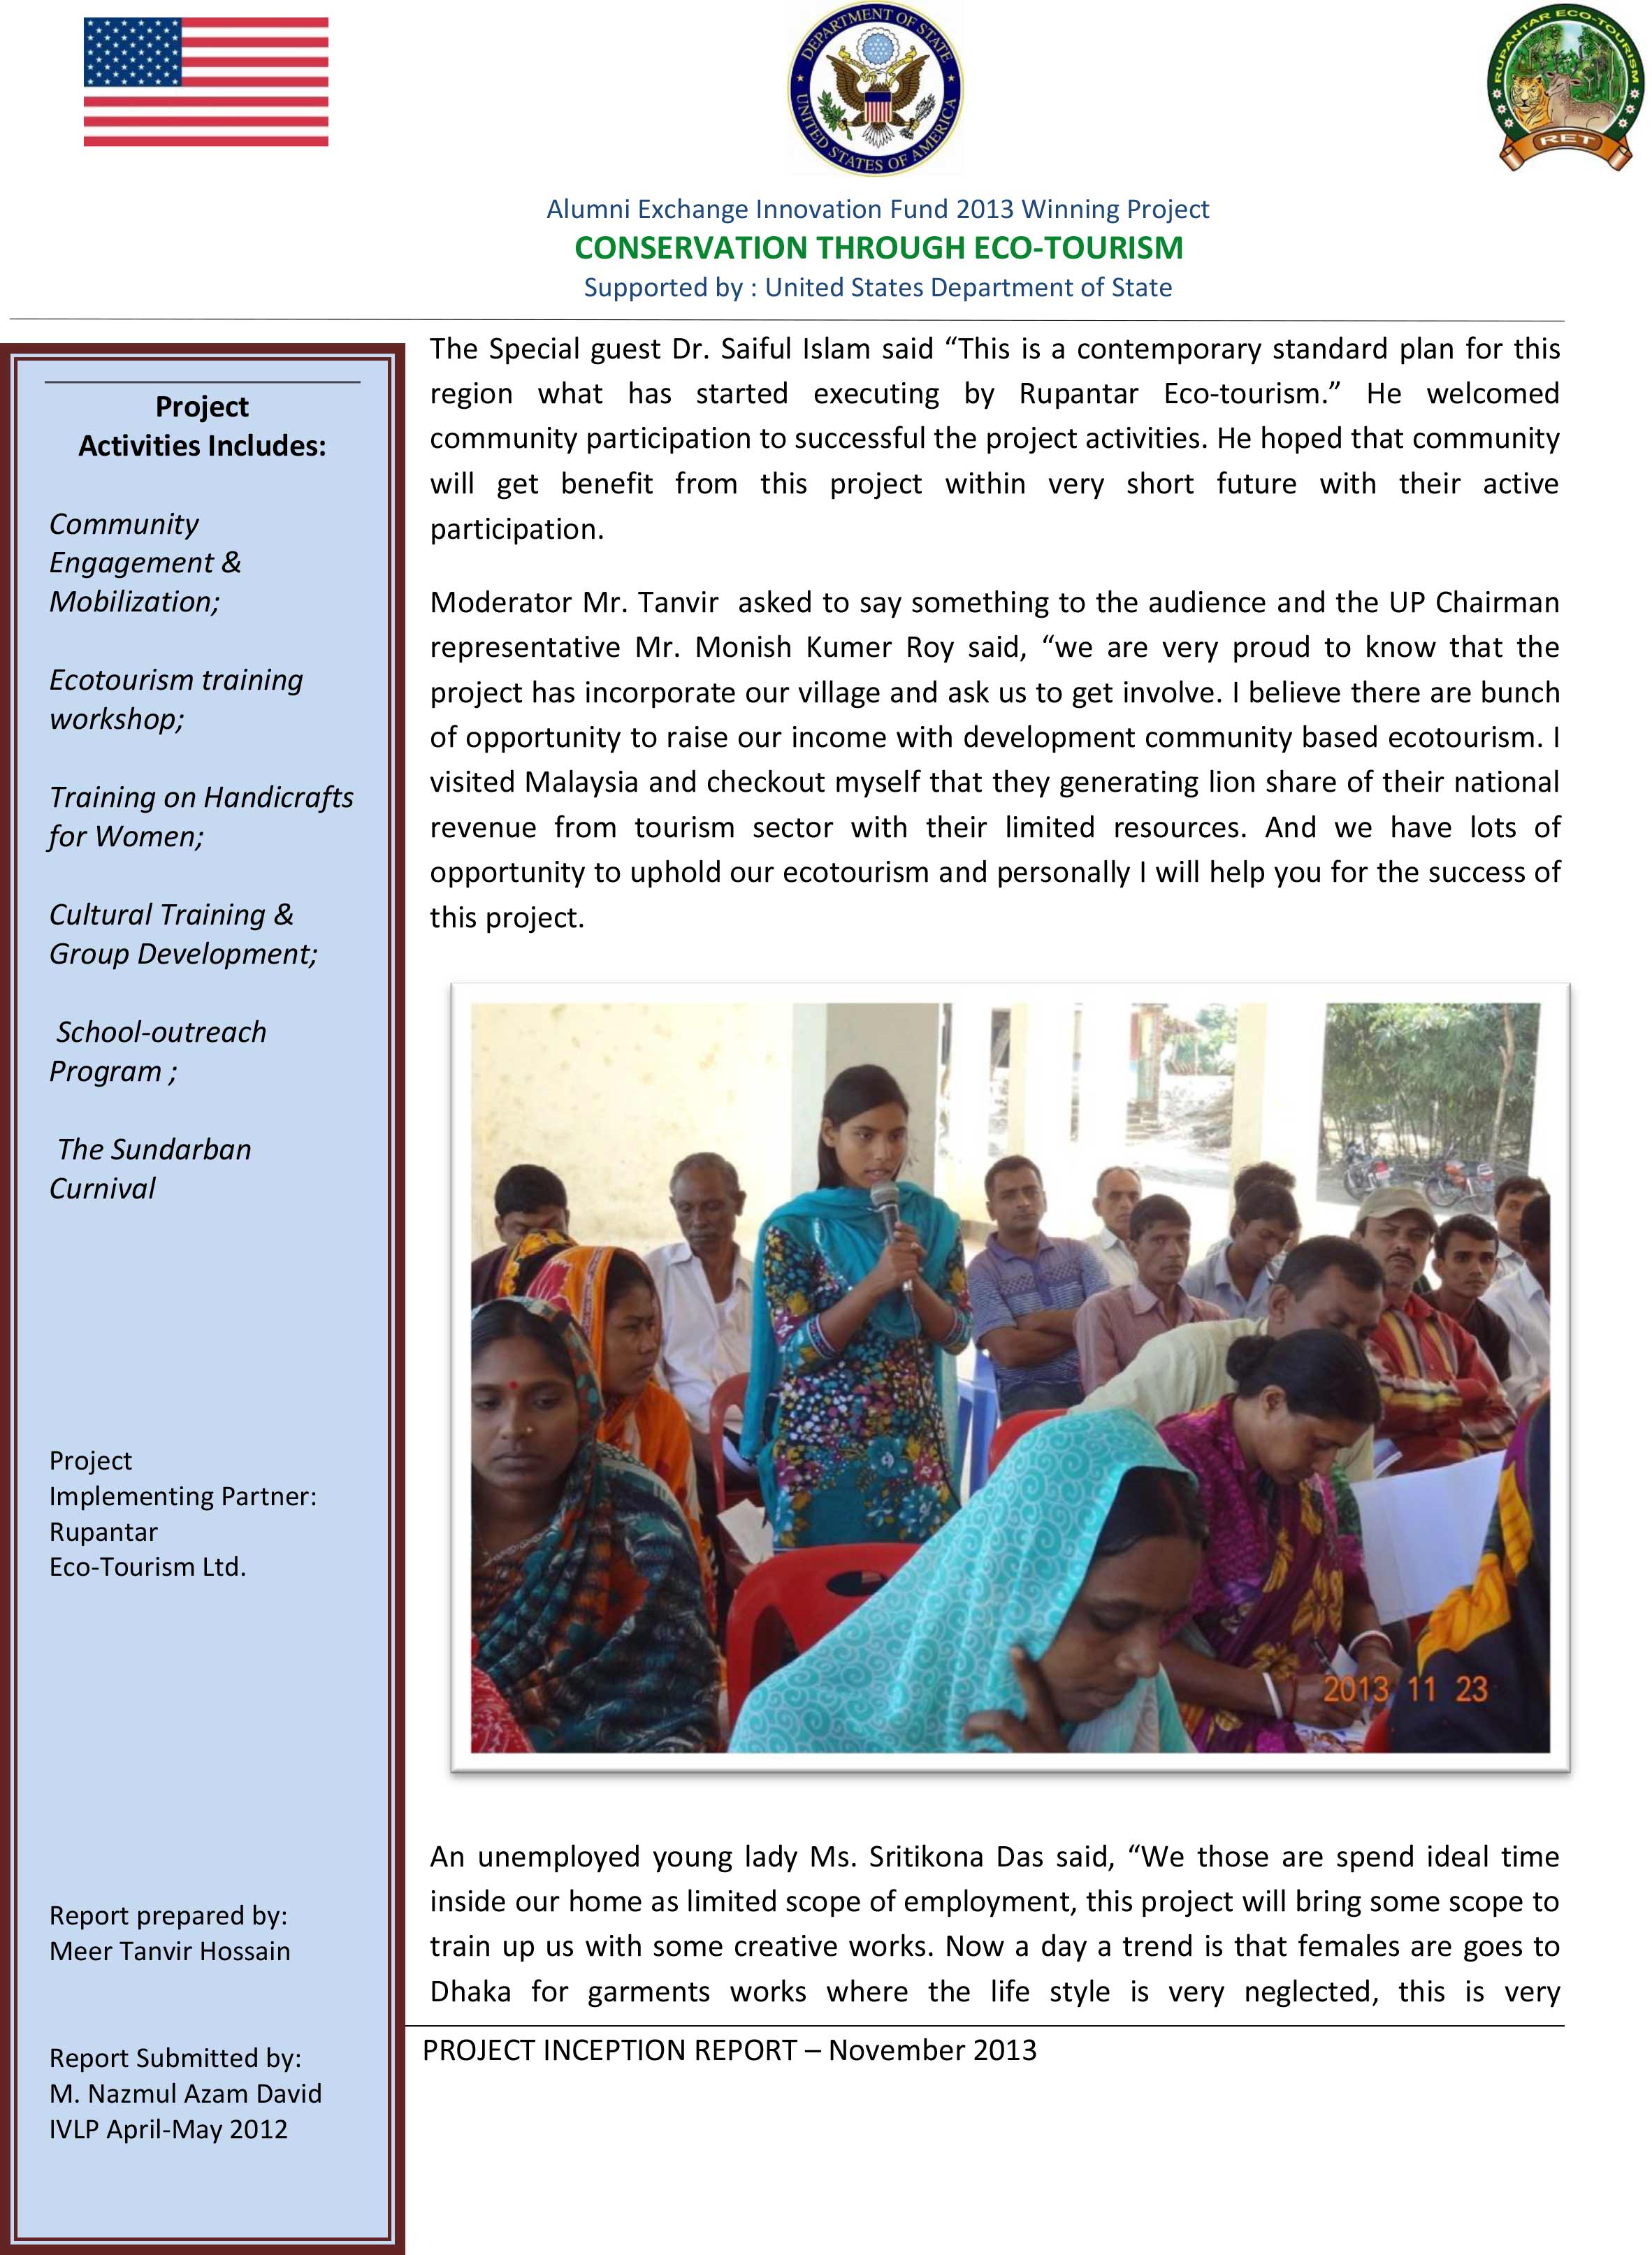 DEPARTMENT OF STATE
UNITED STATES OF AMERICA
RUPANTAR ECO-TOURISM
RET
Alumni Exchange Innovation Fund 2013 Winning Project
CONSERVATION THROUGH ECO-TOURISM
Supported by : United States Department of State
Project
Activities Includes:
Community
Engagement &
Mobilization;
Ecotourism training
workshop;
Training on Handicrafts
for Women;
Cultural Training &
Group Development;
School-outreach
Program ;
The Sundarban
Curnival
Project
Implementing Partner:
Rupantar
Eco-Tourism Ltd.
Report prepared by:
Meer Tanvir Hossain
Report Submitted by:
M. Nazmul Azam David
IVLP April-May 2012
The Special guest Dr. Saiful Islam said “This is a contemporary standard plan for this
region what has started executing by Rupantar Eco-tourism.” He welcomed
community participation to successful the project activities. He hoped that community
will get benefit from this project within very short future with their active
participation.
Moderator Mr. Tanvir asked to say something to the audience and the UP Chairman
representative Mr. Monish Kumer Roy said, “we are very proud to know that the
project has incorporate our village and ask us to get involve. I believe there are bunch
of opportunity to raise our income with development community based ecotourism. I
visited Malaysia and checkout myself that they generating lion share of their national
revenue from tourism sector with their limited resources. And we have lots of
opportunity to uphold our ecotourism and personally I will help you for the success of
this project.
2013 11 23
An unemployed young lady Ms. Sritikona Das said, “We those are spend ideal time
inside our home as limited scope of employment, this project will bring some scope to
train up us with some creative works. Now a day a trend is that females are goes to
Dhaka for garments works where the life style is very neglected, this is very
PROJECT INCEPTION REPORT – November 2013